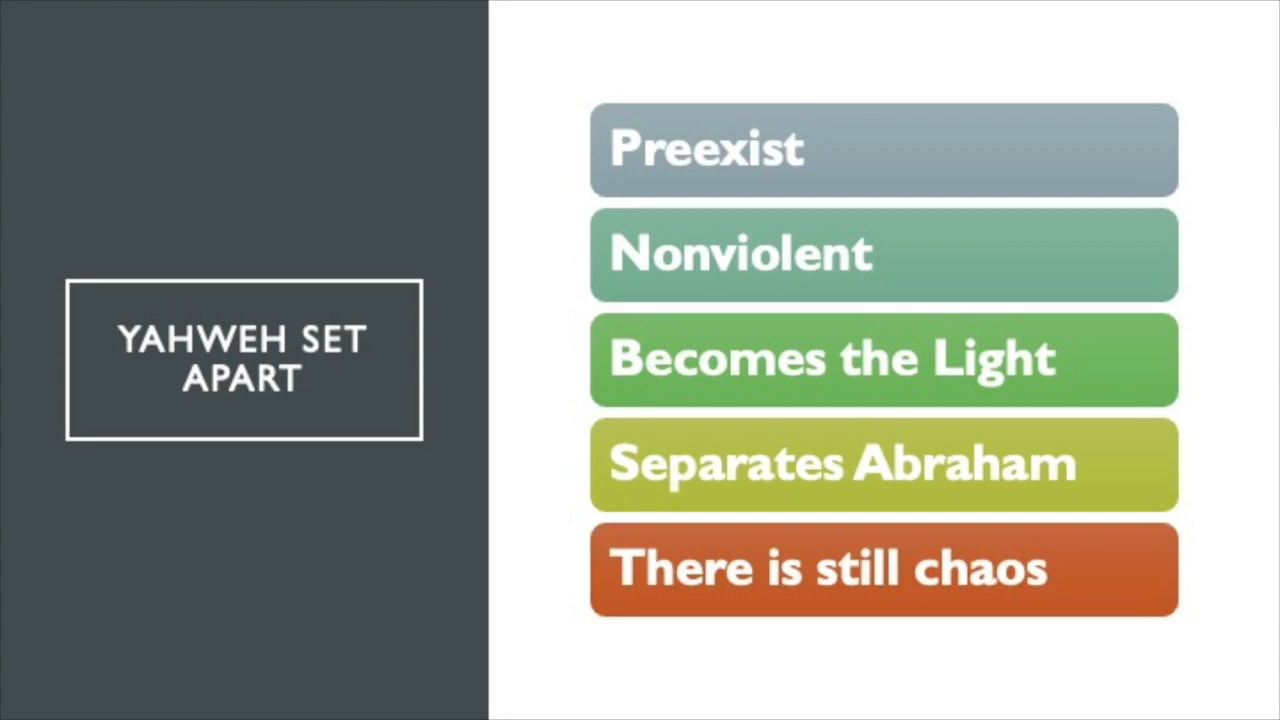 YAHWEH SET
APART
Preexist
Nonviolent
Becomes the Light
Separates Abraham
There is still chaos